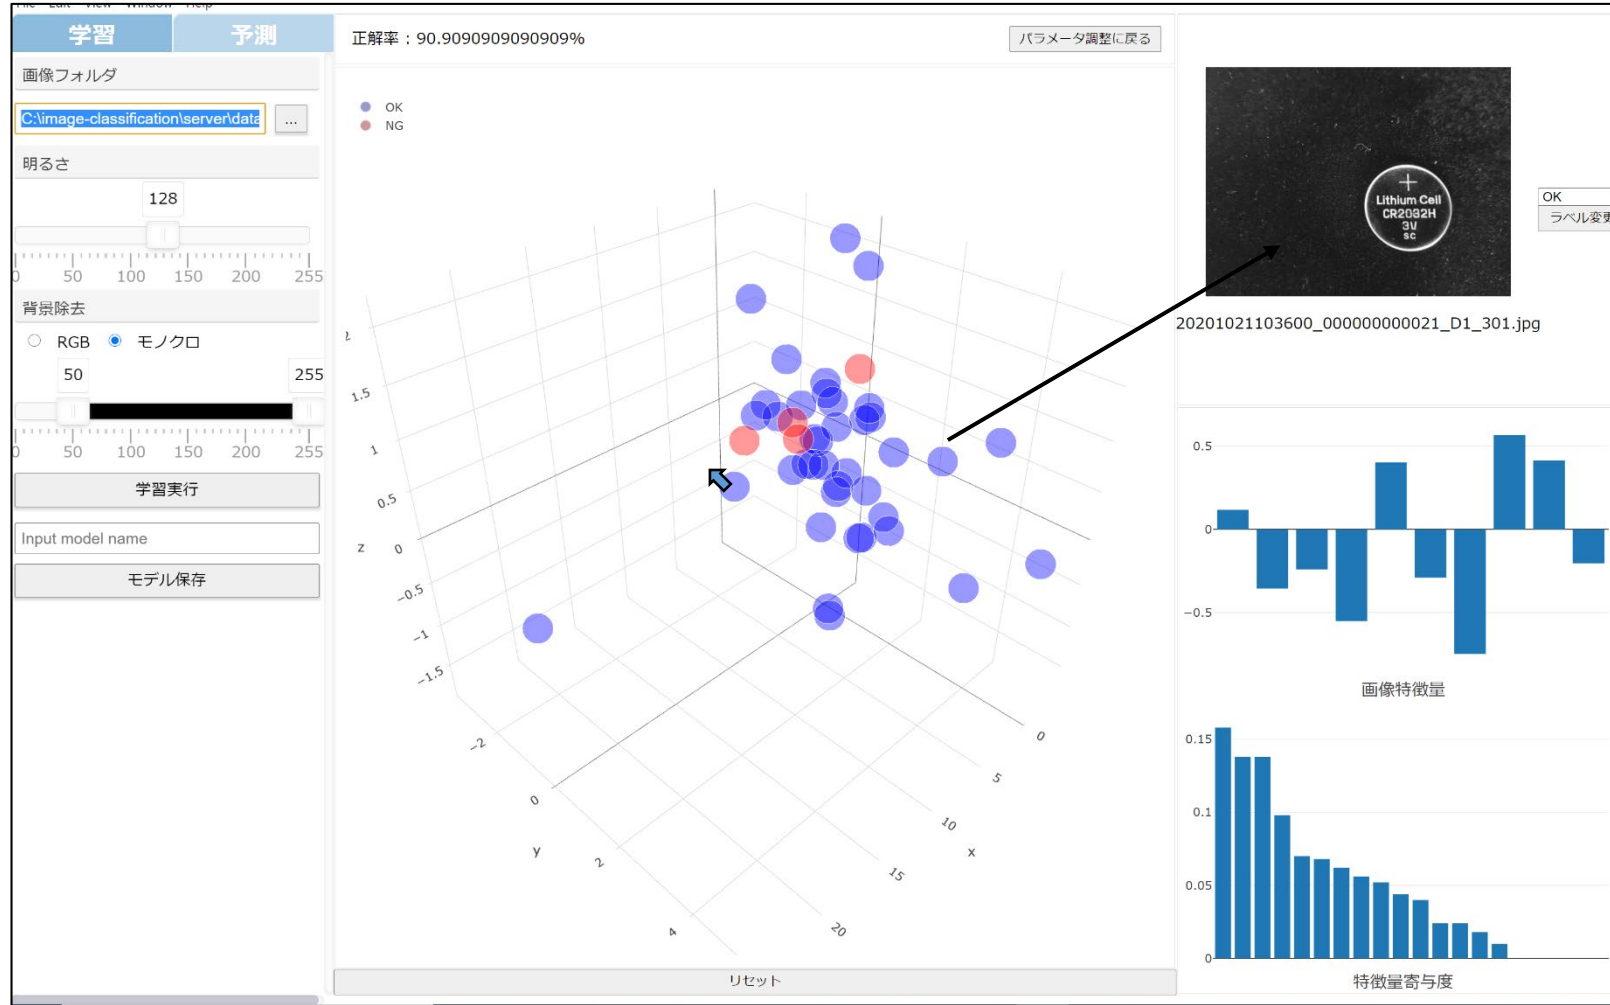 File Edit View Window Help
学習
予測
画像フォルダ
C:\image-classification\server\data
...
明るさ
128
0 50 100 150 200 255
背景除去
RGB モノクロ
50 255
0 50 100 150 200 255
学習実行
Input model name
モデル保存
正解率：90.9090909090909%
パラメータ調整に戻る
OK
NG
2
1.5
1
0.5
z
0
−0.5
−1
−1.5
−2
0
y
2
4
0
5
10
x
15
20
リセット
Lithium Cell
CR2032H
3V
SC
OK
ラベル変更
20201021103600_000000000021_D1_301.jpg
0.5
0
−0.5
画像特徴量
0.15
0.1
0.05
0
特徴量寄与度